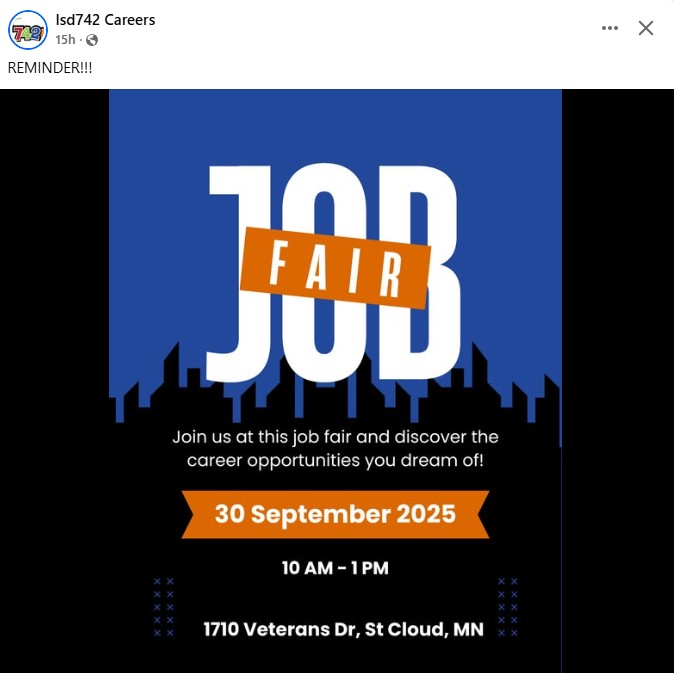 Isd742 Careers
15h ·
REMINDER!!!
742
JOB
FAIR
Join us at this job fair and discover the
career opportunities you dream of!
30 September 2025
10 AM - 1 PM
1710 Veterans Dr, St Cloud, MN